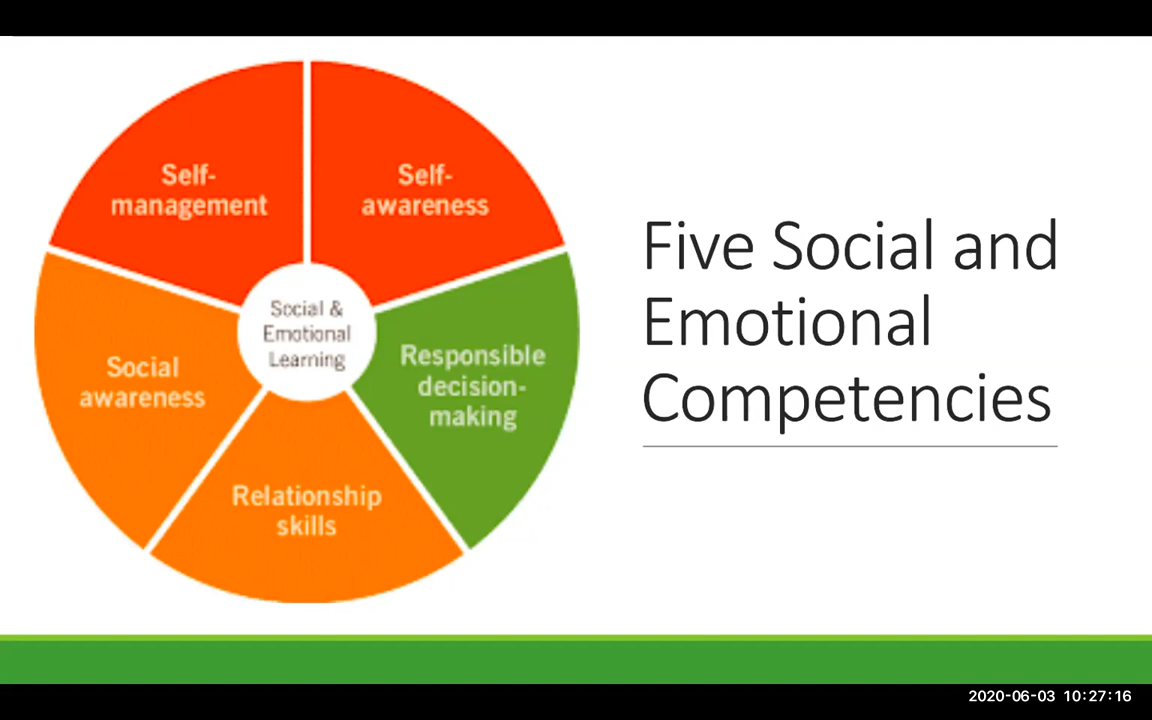 Self-
management
Self-
awareness
Social &
Emotional
Learning
Social
awareness
Responsible
decision-
making
Relationship
skills
Five Social and
Emotional
Competencies
2020-06-03 10:27:16